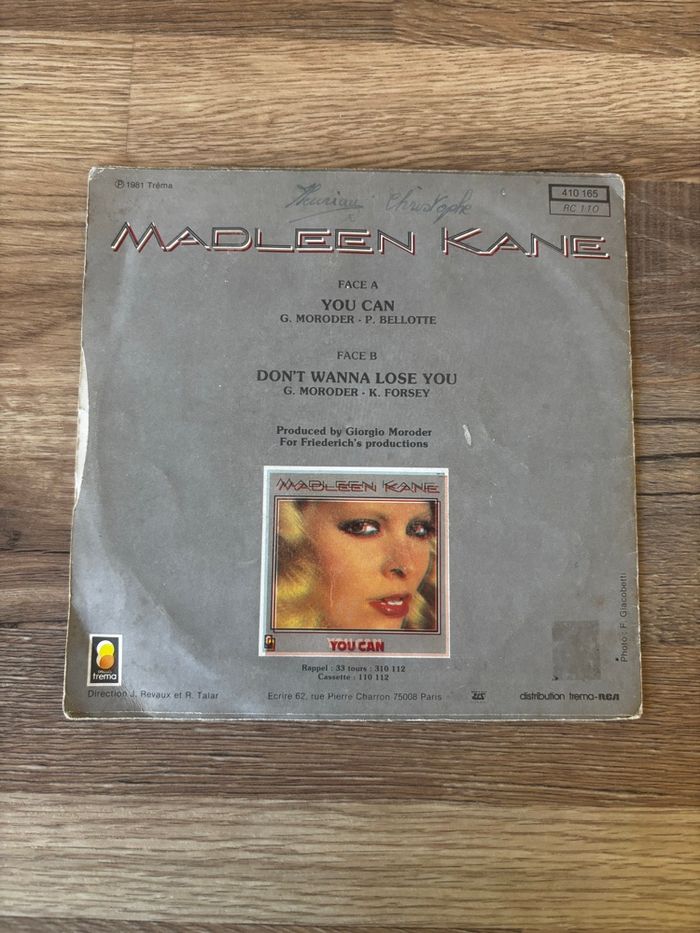 ℗ 1981 Tréma
Christophe
410 165
RC 110
MADLEEN KANE
FACE A
YOU CAN
G. MORODER - P. BELLOTTE
FACE B
DON'T WANNA LOSE YOU
G. MORODER - K. FORSEY
Produced by Giorgio Moroder
For Friederich's productions
MADLEEN KANE
YOU CAN
Rappel : 33 tours : 310 112
Cassette : 110 112
trema
Direction J. Revaux et R. Talar
Ecrire 62, rue Pierre Charron 75008 Paris
distribution trema-RCA
Photo : F. Giacobetti